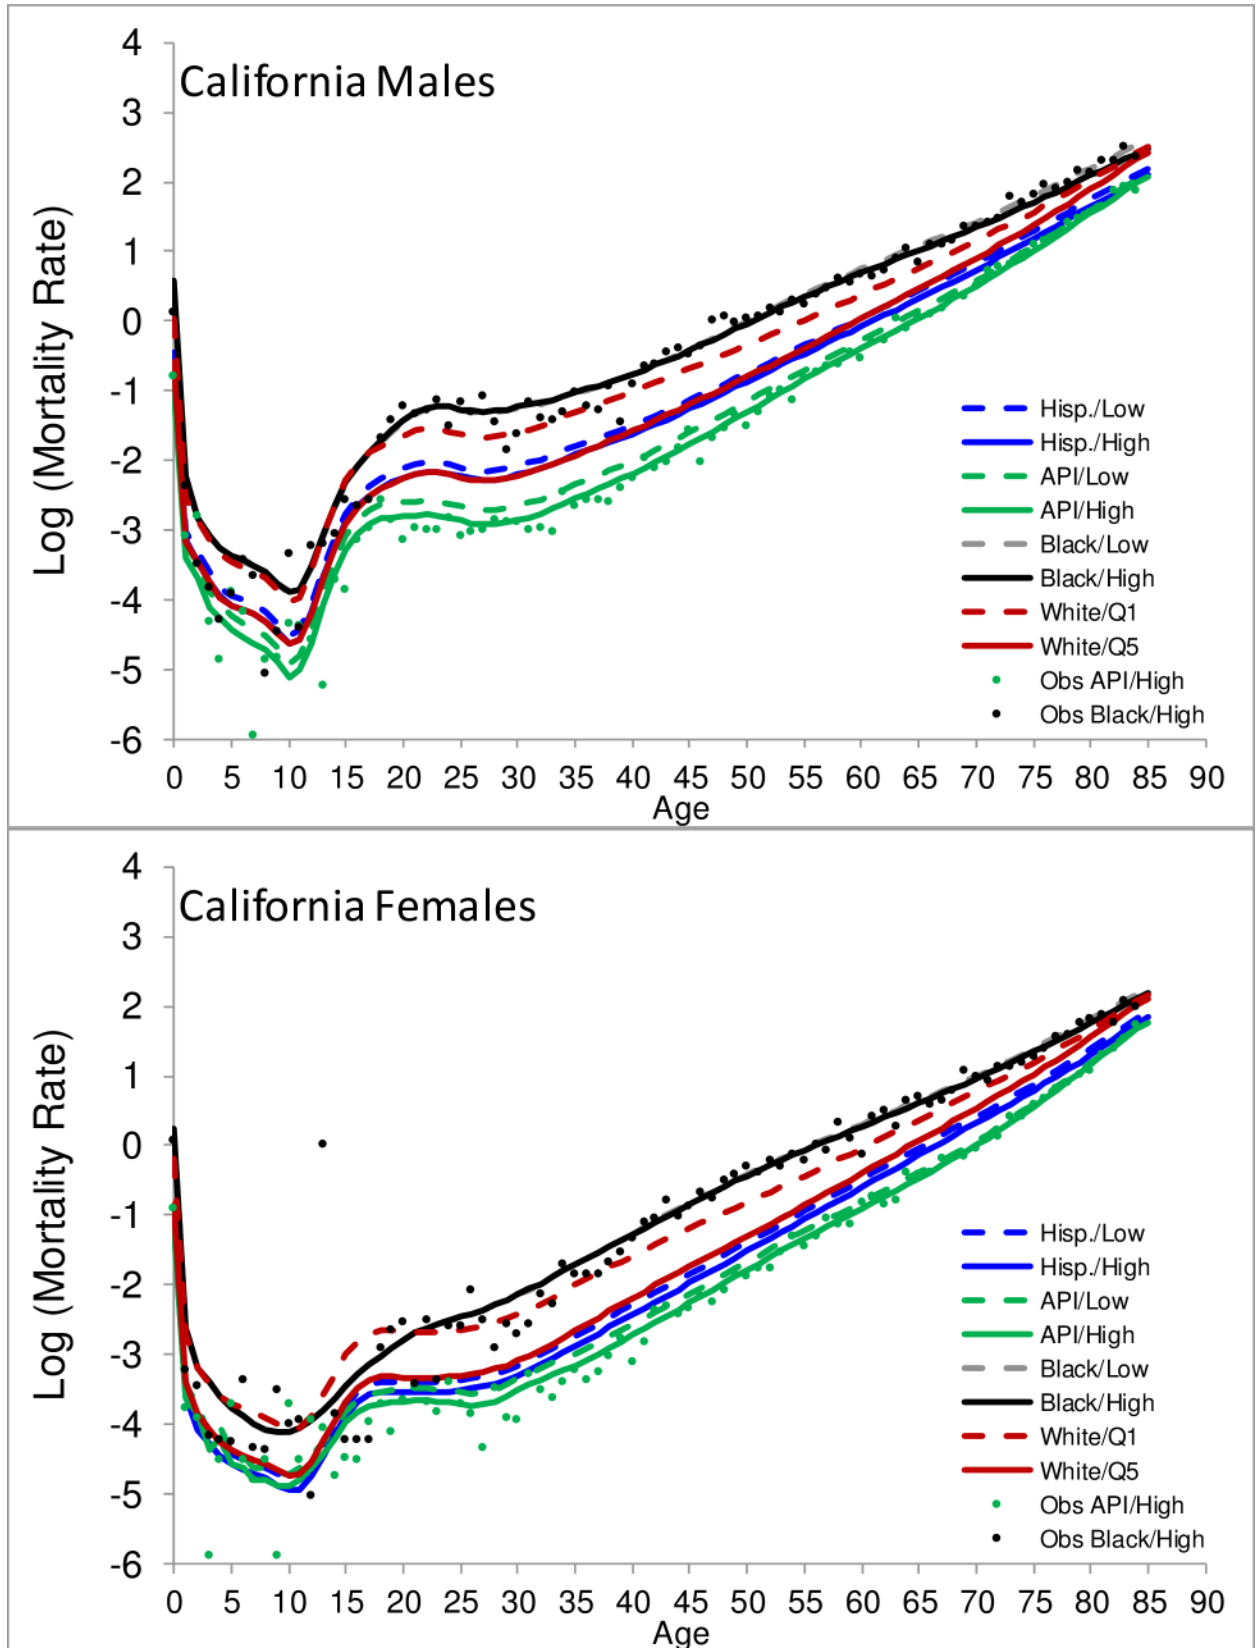 California Males
Log (Mortality Rate)
4
3
2
1
0
-1
-2
-3
-4
-5
-6
Hisp./Low
Hisp./High
API/Low
API/High
Black/Low
Black/High
White/Q1
White/Q5
Obs API/High
Obs Black/High
0 5 10 15 20 25 30 35 40 45 50 55 60 65 70 75 80 85 90
Age
California Females
Log (Mortality Rate)
4
3
2
1
0
-1
-2
-3
-4
-5
-6
Hisp./Low
Hisp./High
API/Low
API/High
Black/Low
Black/High
White/Q1
White/Q5
Obs API/High
Obs Black/High
0 5 10 15 20 25 30 35 40 45 50 55 60 65 70 75 80 85 90
Age